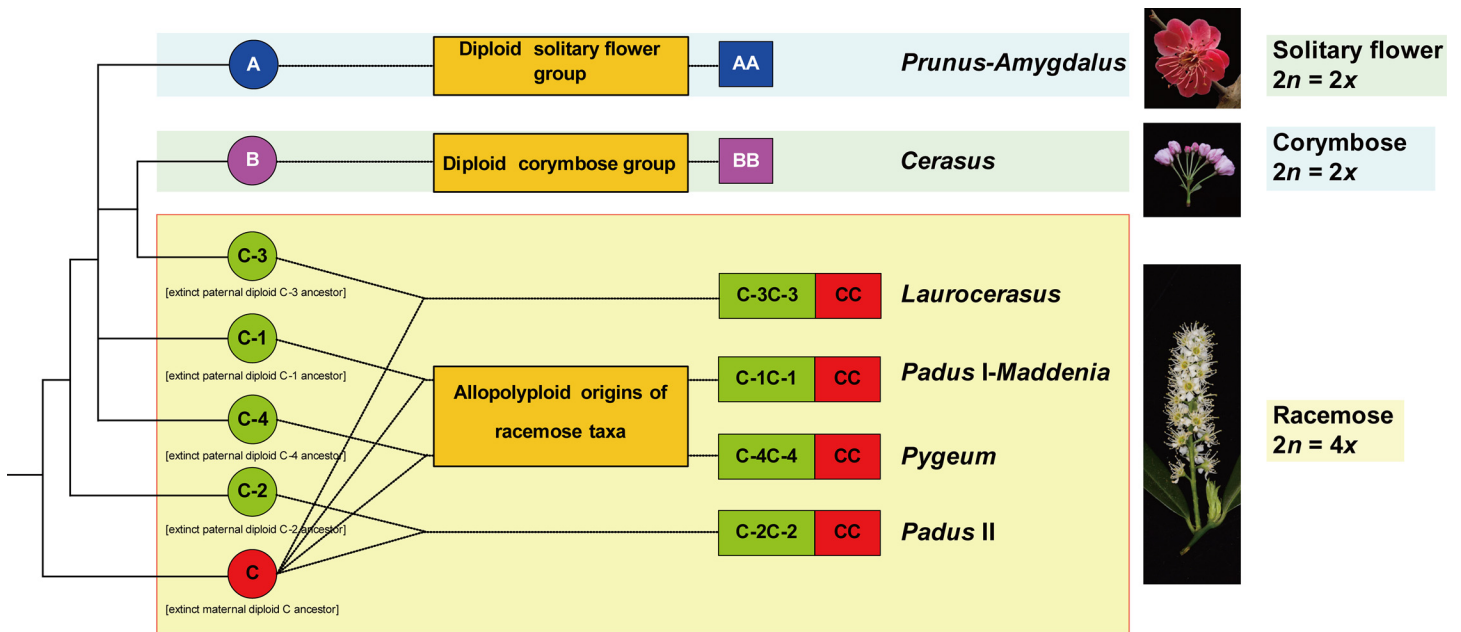 A
Diploid solitary flower
group
AA
Prunus-Amygdalus
Solitary flower
2n = 2x
B
Diploid corymbose group
BB
Cerasus
Corymbose
2n = 2x
C-3
[extinct paternal diploid C-3 ancestor]
C-3C-3 CC
Laurocerasus
C-1
[extinct paternal diploid C-1 ancestor]
Allopolyploid origins of
racemose taxa
C-1C-1 CC
Padus I-Maddenia
C-4
[extinct paternal diploid C-4 ancestor]
C-4C-4 CC
Pygeum
Racemose
2n = 4x
C-2
[extinct paternal diploid C-2 ancestor]
C-2C-2 CC
Padus II
C
[extinct maternal diploid C ancestor]